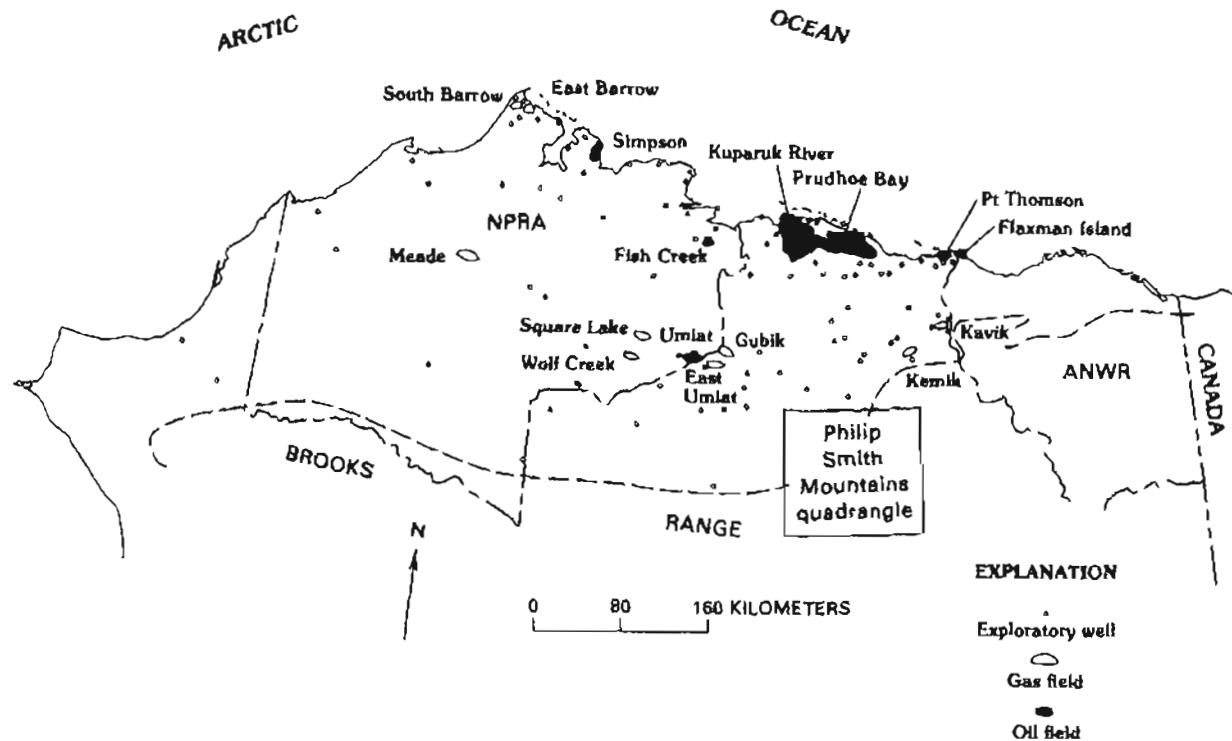 ARCTIC
OCEAN
South Barrow
East Barrow
Simpson
Kuparuk River
Prudhoe Bay
Pt Thomson
Flaxman Island
NPRA
Meade
Fish Creek
Square Lake
Umiat
Gubik
Wolf Creek
East
Umiat
Kavik
Kemik
ANWR
CANADA
Philip
Smith
Mountains
quadrangle
BROOKS
RANGE
N
0 80 160 KILOMETERS
EXPLANATION
Exploratory well
Gas field
Oil field